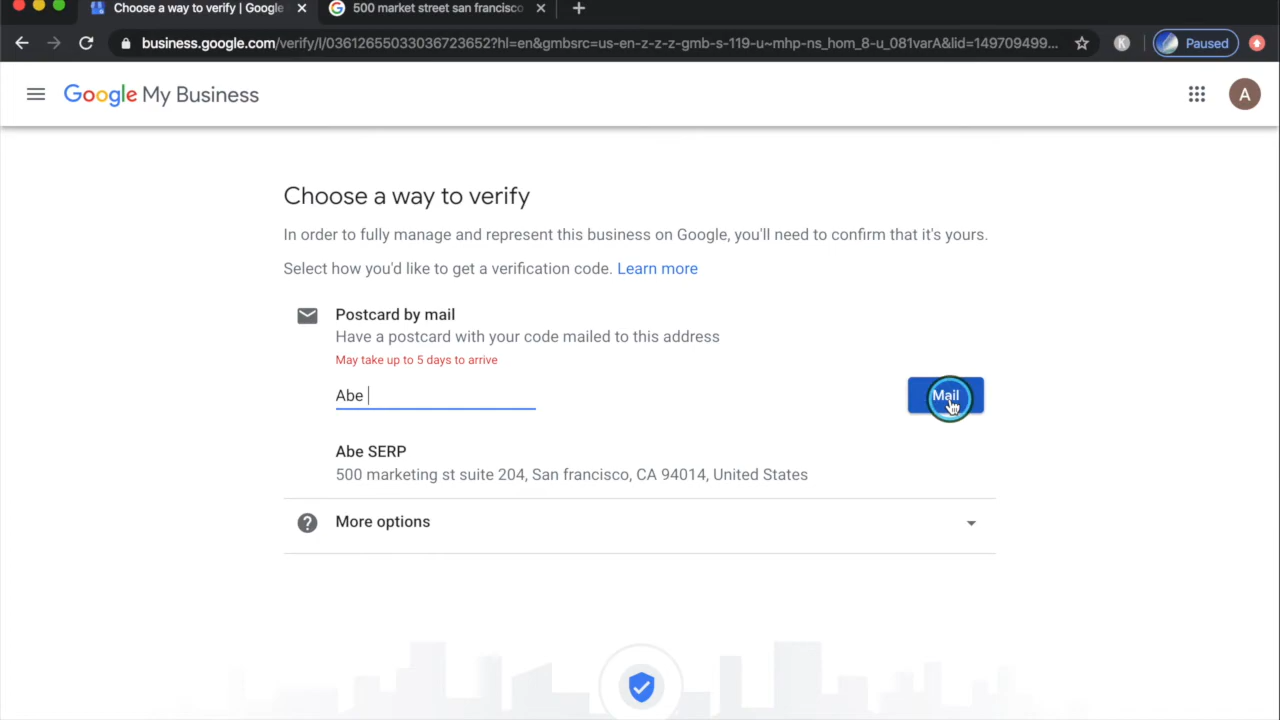 Choose a way to verify | Google
500 market street san francisco
business.google.com/verify/l/03612655033036723652?hl=en&gmbsrc=us-en-z-z-z-gmb-s-119-u~mhp-ns_hom_8-u_081varA&lid=149709499...
K
Paused
Google My Business
A
Choose a way to verify
In order to fully manage and represent this business on Google, you'll need to confirm that it's yours.
Select how you'd like to get a verification code. Learn more
Postcard by mail
Have a postcard with your code mailed to this address
May take up to 5 days to arrive
Abe
Mail
Abe SERP
500 marketing st suite 204, San francisco, CA 94014, United States
More options